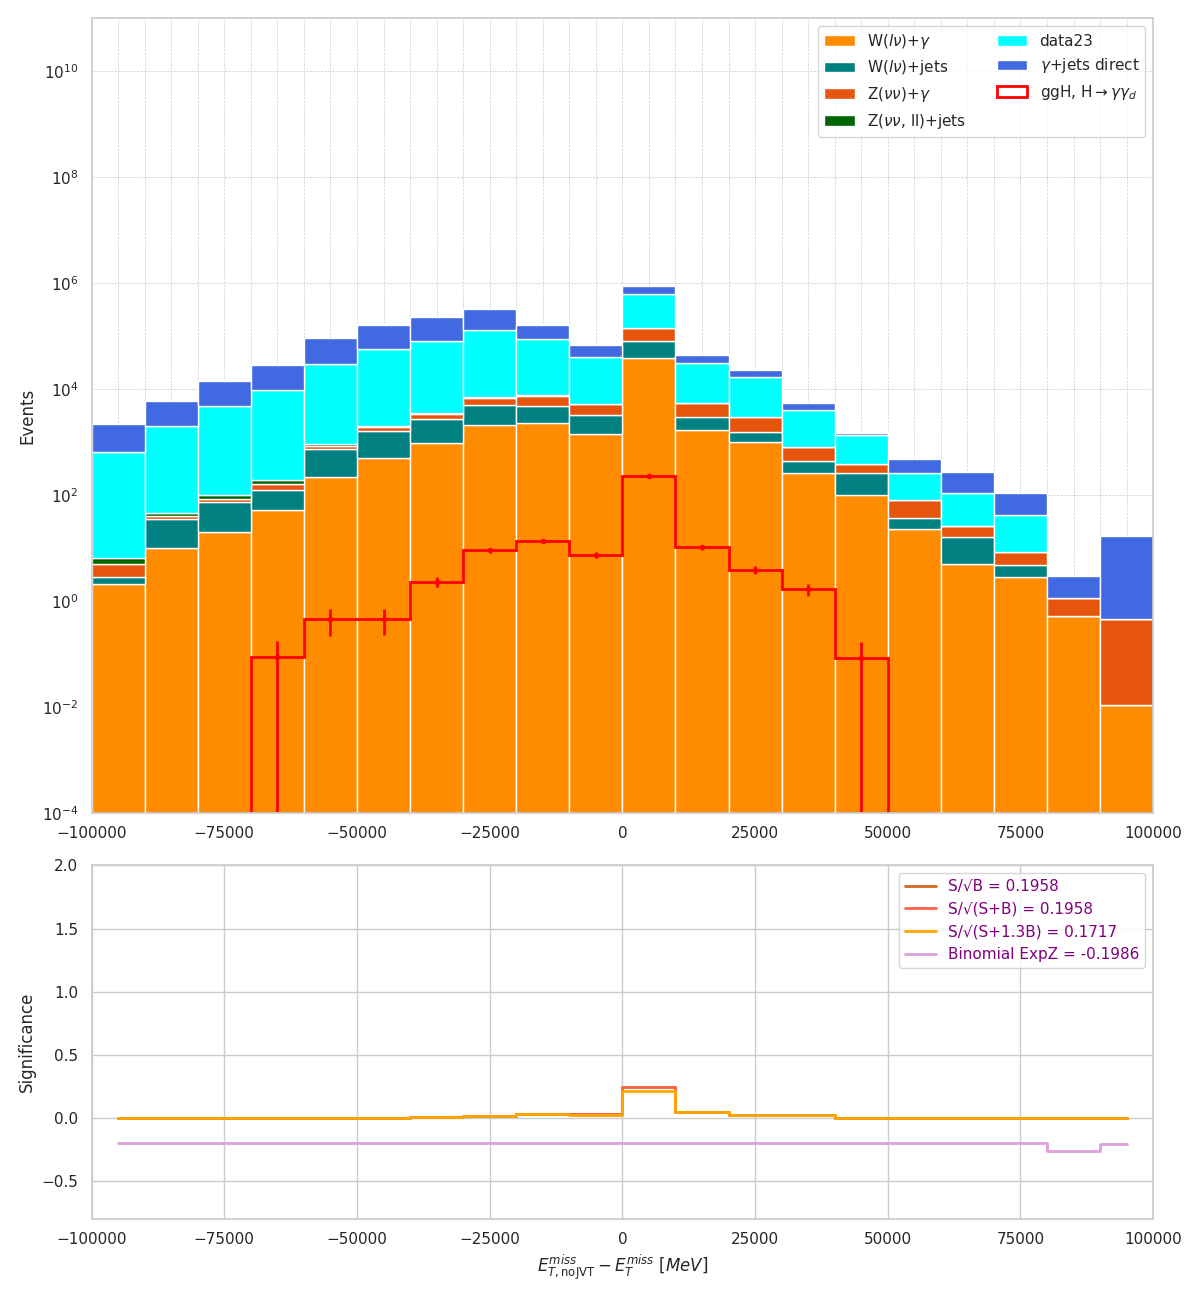 W(lν)+γ
W(lν)+jets
Z(νν)+γ
Z(νν, ll)+jets
data23
γ+jets direct
ggH, H→γγ_d
10^10
10^8
10^6
10^4
10^2
10^0
10^−2
10^−4
Events
−100000 −75000 −50000 −25000 0 25000 50000 75000 100000
S/√B = 0.1958
S/√(S+B) = 0.1958
S/√(S+1.3B) = 0.1717
Binomial ExpZ = -0.1986
2.0
1.5
1.0
0.5
0.0
−0.5
Significance
−100000 −75000 −50000 −25000 0 25000 50000 75000 100000
E_{T,noJVT}^{miss} − E_T^{miss} [MeV]